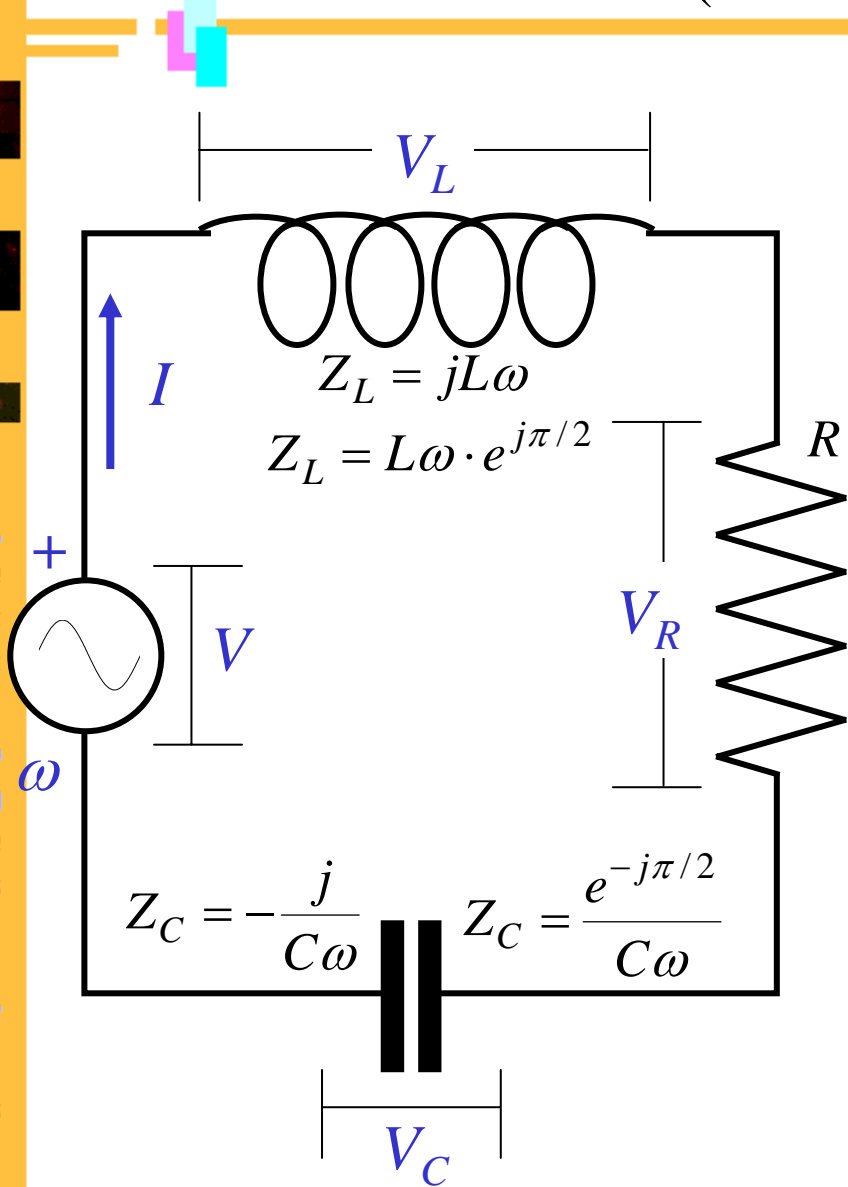 V_L
I
Z_L = jLω
Z_L = Lω · e^{jπ/2}
R
+
V
V_R
ω
Z_C = −j/Cω
Z_C = e^{−jπ/2}/Cω
V_C